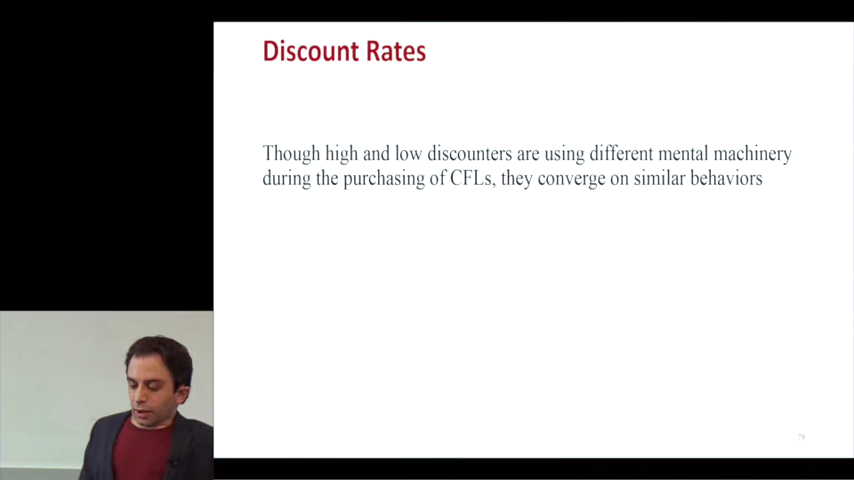 Discount Rates
Though high and low discounters are using different mental machinery
during the purchasing of CFLs, they converge on similar behaviors